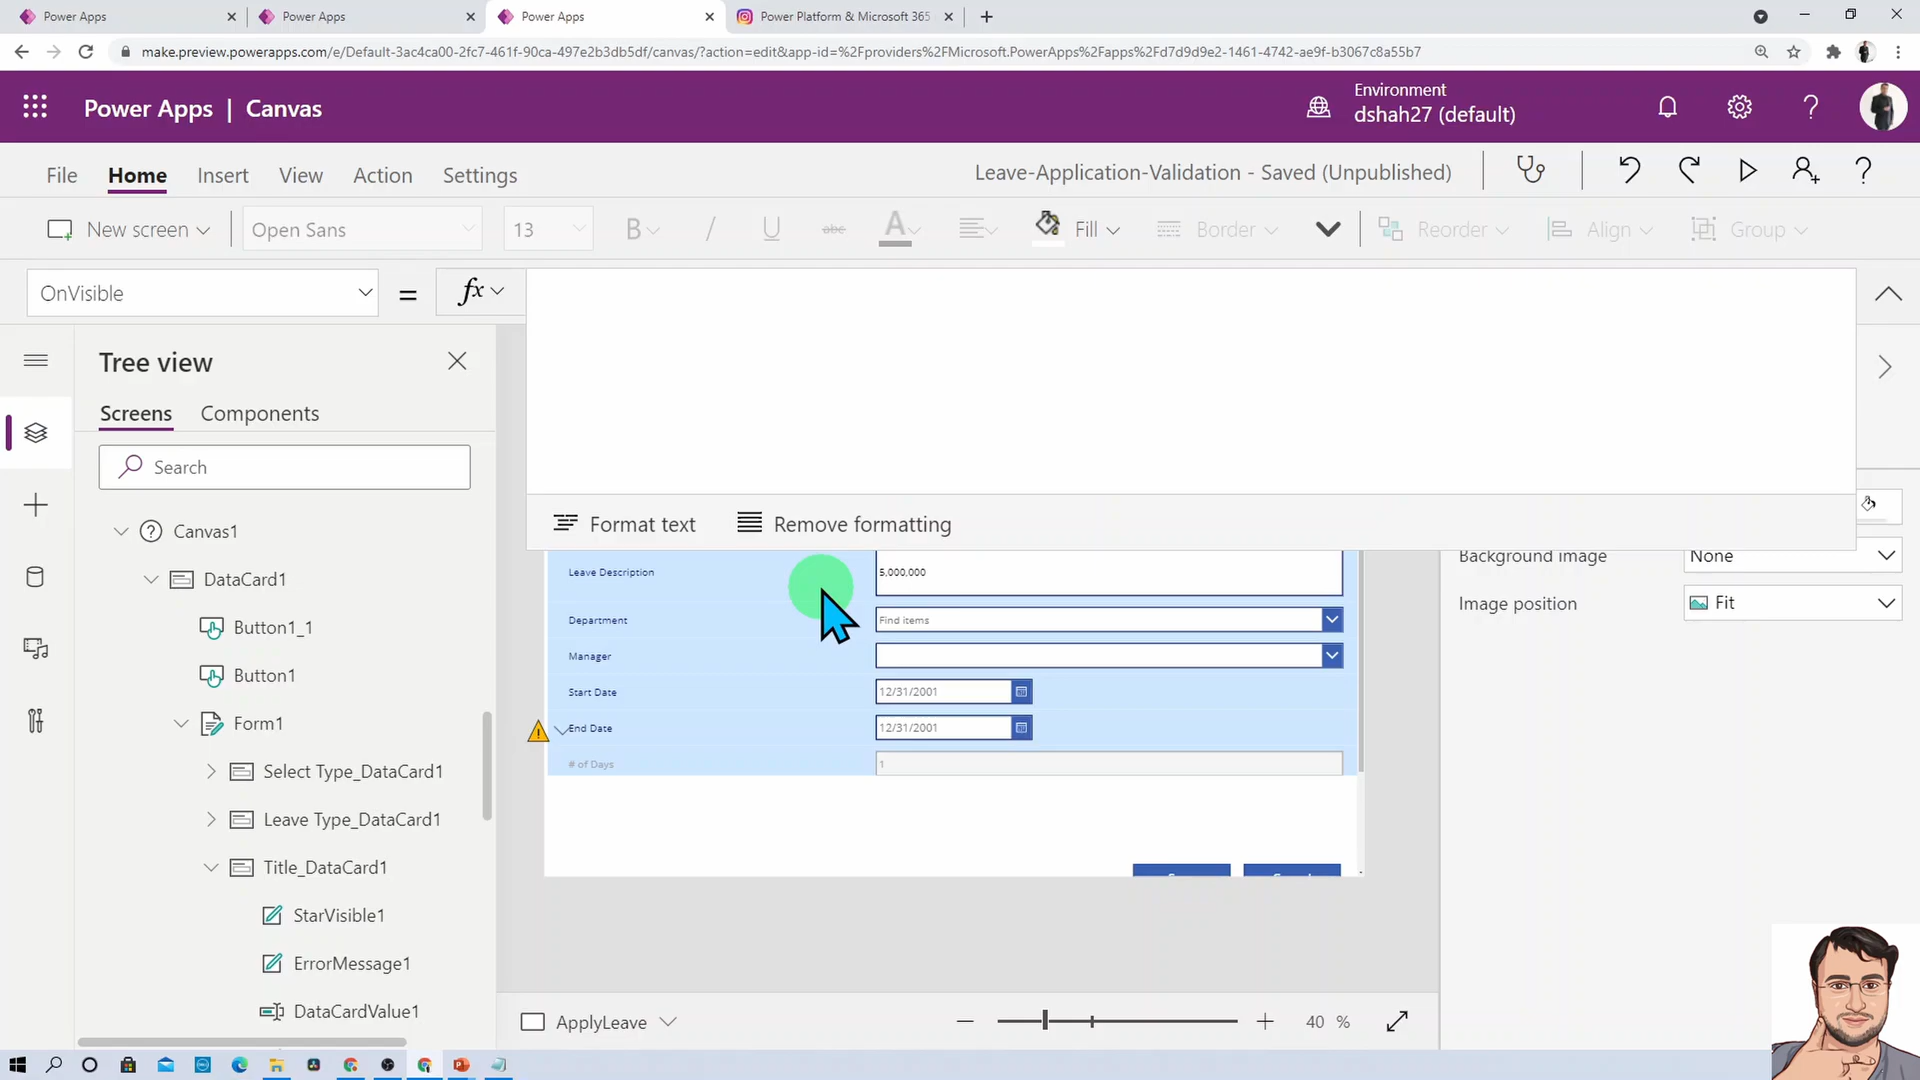 Power Apps
Power Apps
Power Apps
Power Platform & Microsoft 365
make.preview.powerapps.com/e/Default-3ac4ca00-2fc7-461f-90ca-497e2b3db5df/canvas/?action=edit&app-id=%2Fproviders%2FMicrosoft.PowerApps%2Fapps%2Fd7d9d9e2-1461-4742-ae9f-b3067c8a55b7
Power Apps | Canvas
Environment
dshah27 (default)
File Home Insert View Action Settings
Leave-Application-Validation - Saved (Unpublished)
New screen
Open Sans
13
B / U abc A
Fill
Border
Reorder
Align
Group
OnVisible
=
fx
Tree view
Screens Components
Search
Format text
Remove formatting
Canvas1
DataCard1
Button1_1
Button1
Form1
Select Type_DataCard1
Leave Type_DataCard1
Title_DataCard1
StarVisible1
ErrorMessage1
DataCardValue1
Leave Description
5,000,000
Department
Find items
Manager
Start Date
12/31/2001
End Date
12/31/2001
# of Days
1
Background image
None
Image position
Fit
ApplyLeave
40 %